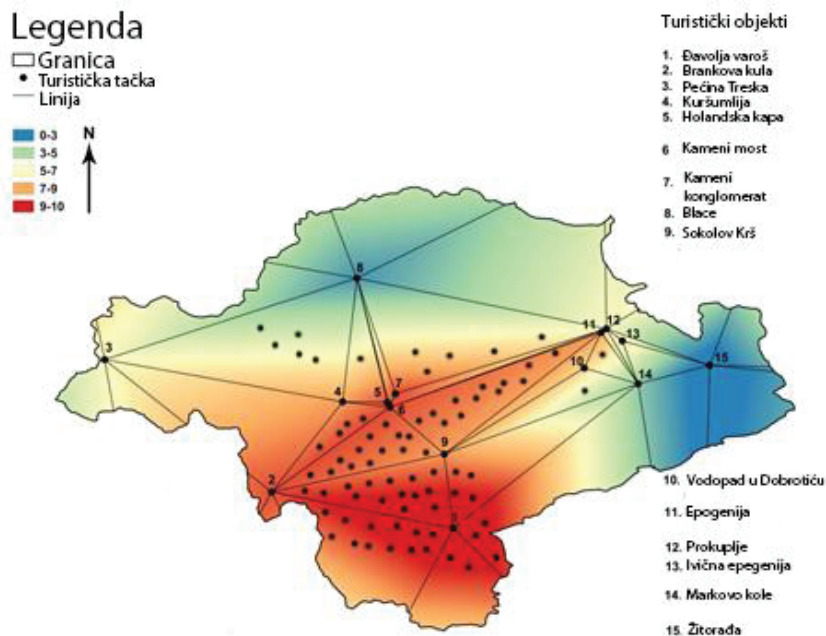 Legenda
Granica
Turistička tačka
Linija
0-3
3-5
5-7
7-9
9-10
N
Turistički objekti
1. Đavolja varoš
2. Brankova kula
3. Pećina Treska
4. Kuršumlija
5. Holandska kapa
6 Kameni most
7. Kameni
konglomerat
8. Blace
9. Sokolov Krš
10. Vodopad u Dobrotiću
11. Epogenija
12. Prokuplje
13. Ivična epegenija
14. Markovo kole
15. Žitorađa
8
3
11
12
13
10
15
14
7
4
5
6
9
2
1